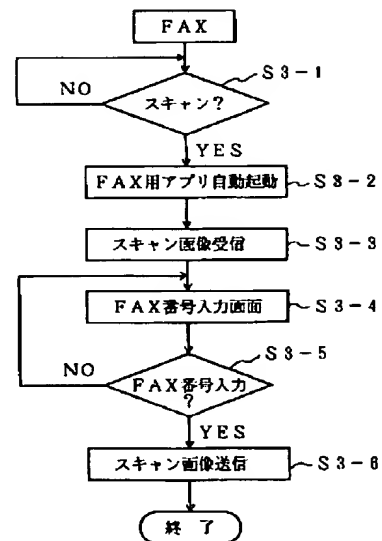 FAX
S3-1
NO
スキャン?
YES
FAX用アプリ自動起動
S3-2
スキャン画像受信
S3-3
FAX番号入力画面
S3-4
S3-5
NO
FAX番号入力
?
YES
スキャン画像送信
S3-6
終了